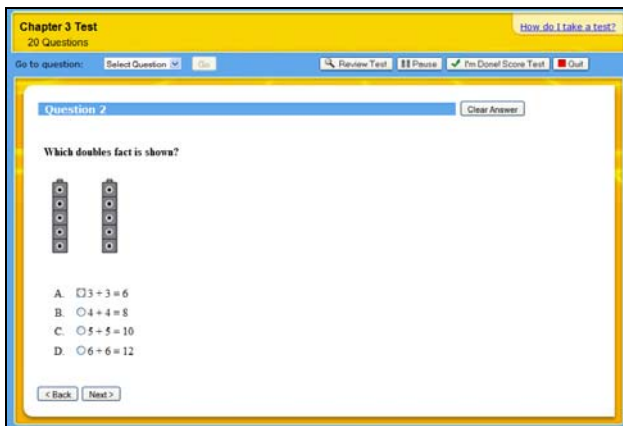 Chapter 3 Test
How do I take a test?
20 Questions
Go to question: Select Question Go Review Test Pause I'm Done! Score Test Quit
Question 2 Clear Answer
Which doubles fact is shown?
A. 3 + 3 = 6
B. 4 + 4 = 8
C. 5 + 5 = 10
D. 6 + 6 = 12
< Back Next >